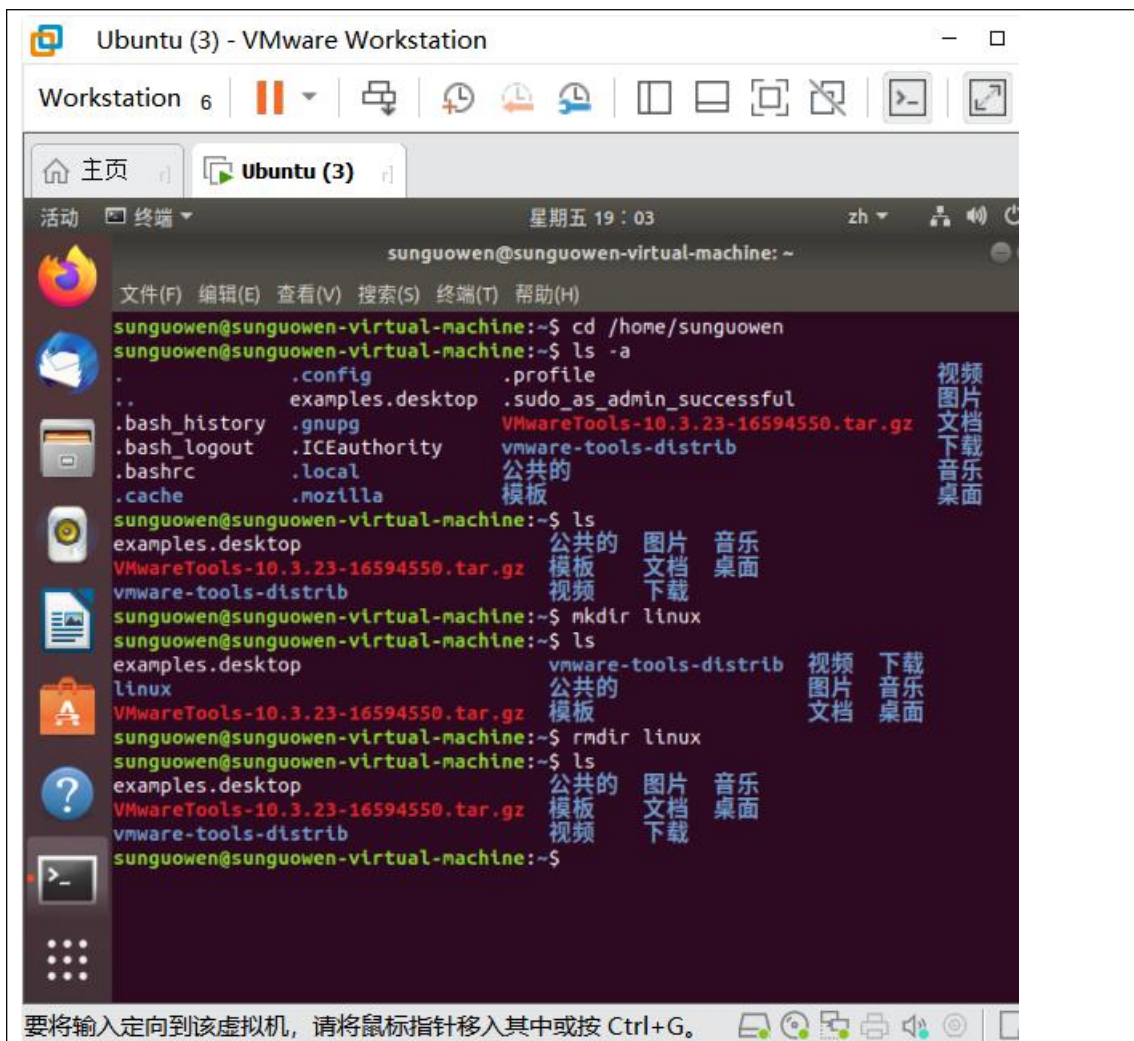 Ubuntu (3) - VMware Workstation
Workstation 6
主页 Ubuntu (3)
活动 终端 星期五 19：03 zh
sunguowen@sunguowen-virtual-machine: ~
文件(F) 编辑(E) 查看(V) 搜索(S) 终端(T) 帮助(H)
sunguowen@sunguowen-virtual-machine:~$ cd /home/sunguowen
sunguowen@sunguowen-virtual-machine:~$ ls -a
. .config .profile 视频
.. examples.desktop .sudo_as_admin_successful 图片
.bash_history .gnupg VMwareTools-10.3.23-16594550.tar.gz 文档
.bash_logout .ICEauthority vmware-tools-distrib 下载
.bashrc .local 公共的 音乐
.cache .mozilla 模板 桌面
sunguowen@sunguowen-virtual-machine:~$ ls
examples.desktop 公共的 图片 音乐
VMwareTools-10.3.23-16594550.tar.gz 模板 文档 桌面
vmware-tools-distrib 视频 下载
sunguowen@sunguowen-virtual-machine:~$ mkdir linux
sunguowen@sunguowen-virtual-machine:~$ ls
examples.desktop vmware-tools-distrib 视频 下载
linux 公共的 图片 音乐
VMwareTools-10.3.23-16594550.tar.gz 模板 文档 桌面
sunguowen@sunguowen-virtual-machine:~$ rmdir linux
sunguowen@sunguowen-virtual-machine:~$ ls
examples.desktop 公共的 图片 音乐
VMwareTools-10.3.23-16594550.tar.gz 模板 文档 桌面
vmware-tools-distrib 视频 下载
sunguowen@sunguowen-virtual-machine:~$
要将输入定向到该虚拟机，请将鼠标指针移入其中或按 Ctrl+G。